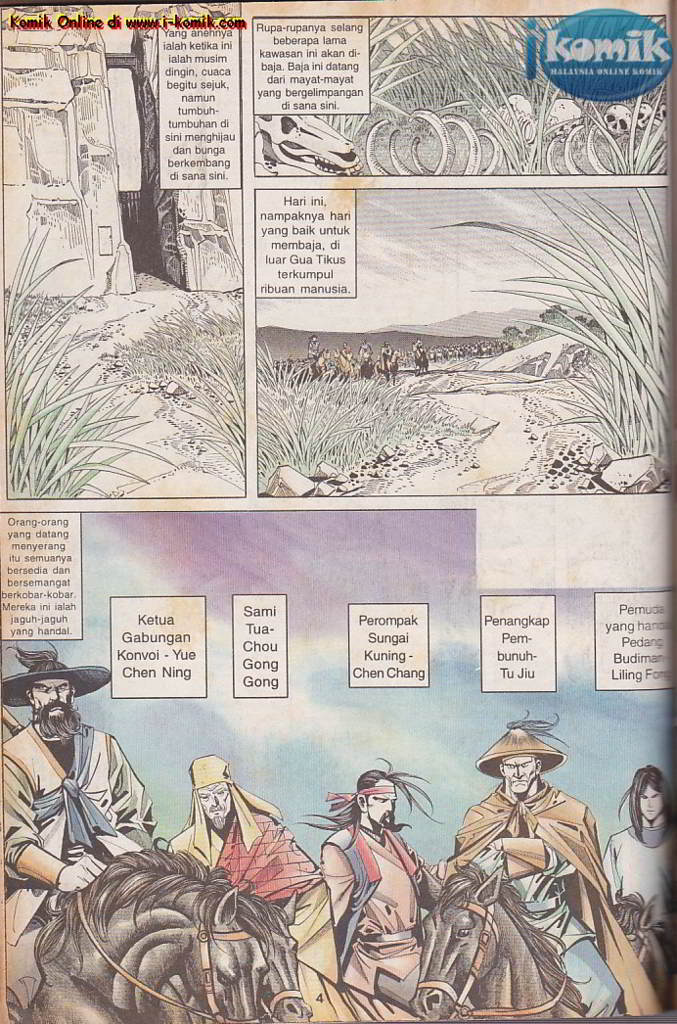 Komik Online di www.i-komik.com
ikomik
MALAYSIA ONLINE KOMIK
Yang anehnya
ialah ketika ini
ialah musim
dingin, cuaca
begitu sejuk,
namun
tumbuh-
tumbuhan di
sini menghijau
dan bunga
berkembang
di sana sini.
Rupa-rupanya selang
beberapa lama
kawasan ini akan di-
baja. Baja ini datang
dari mayat-mayat
yang bergelimpangan
di sana sini.
Hari ini,
nampaknya hari
yang baik untuk
membaja, di
luar Gua Tikus
terkumpul
ribuan manusia.
Orang-orang
yang datang
menyerang
itu semuanya
bersedia dan
bersemangat
berkobar-kobar.
Mereka ini ialah
jaguh-jaguh
yang handal.
Ketua
Gabungan
Konvoi - Yue
Chen Ning
Sami
Tua-
Chou
Gong
Gong
Perompak
Sungai
Kuning -
Chen Chang
Penangkap
Pem-
bunuh-
Tu Jiu
Pemuda
yang
Pedang
Budiman
Liling
4